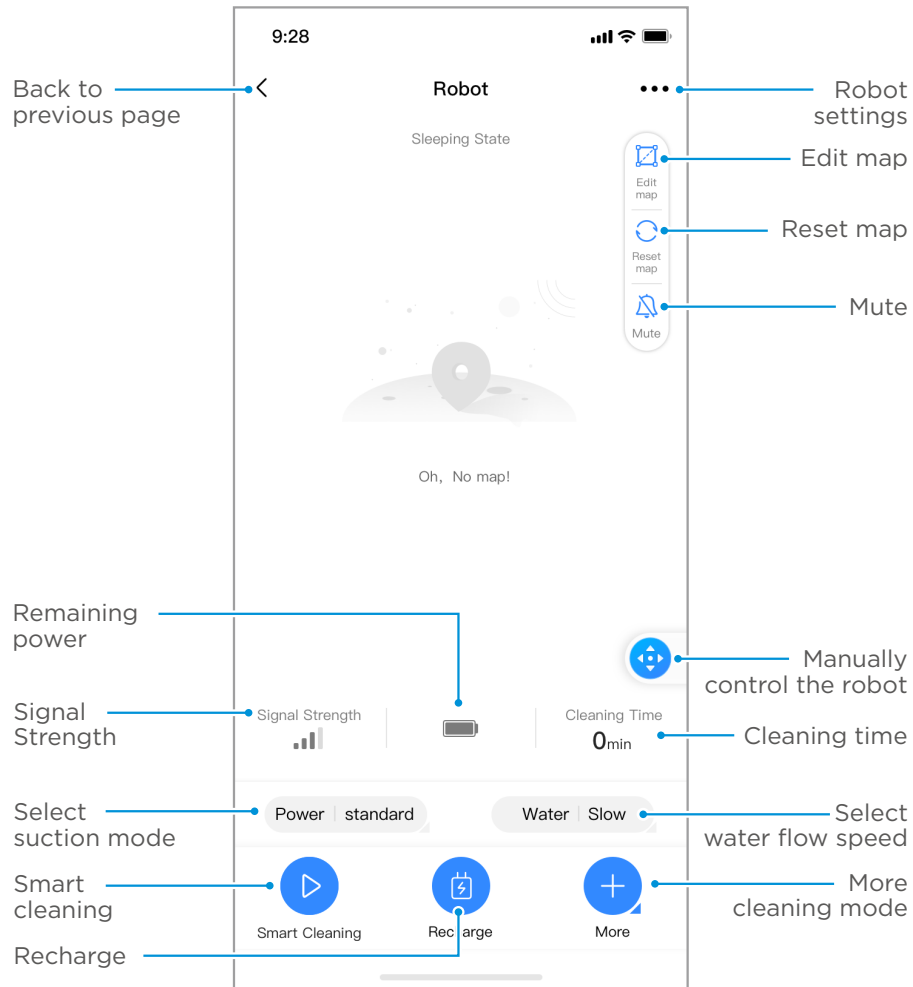 9:28
Back to
previous page
Robot
Robot
settings
Sleeping State
Edit
map
Edit map
Reset
map
Reset map
Mute
Mute
Oh, No map!
Remaining
power
Manually
control the robot
Signal
Strength
Signal Strength
Cleaning Time
0min
Cleaning time
Select
suction mode
Power | standard
Water | Slow
Select
water flow speed
Smart
cleaning
More
cleaning mode
Smart Cleaning
Recharge
More
Recharge